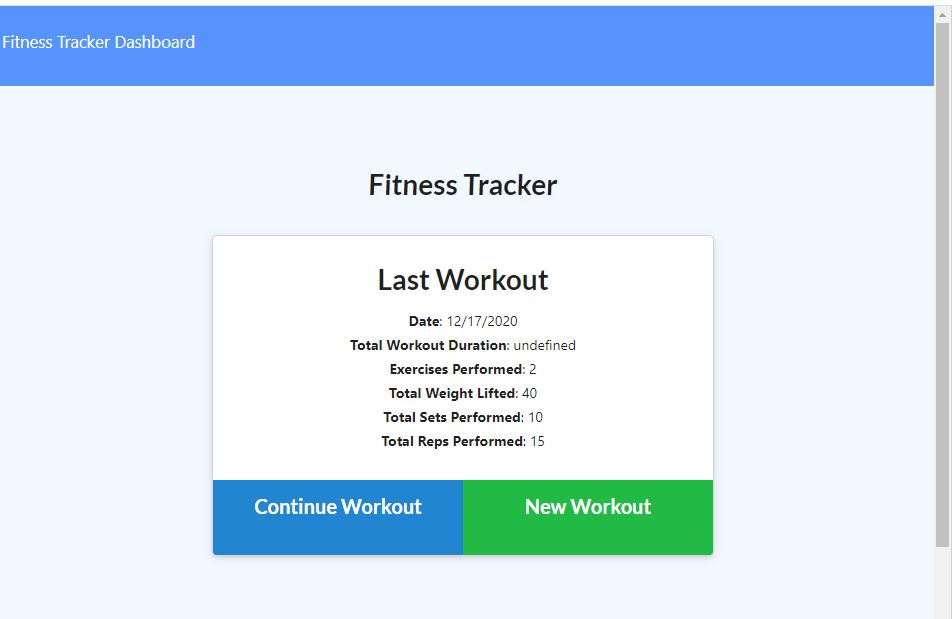 Fitness Tracker Dashboard
Fitness Tracker
Last Workout
Date: 12/17/2020
Total Workout Duration: undefined
Exercises Performed: 2
Total Weight Lifted: 40
Total Sets Performed: 10
Total Reps Performed: 15
Continue Workout
New Workout